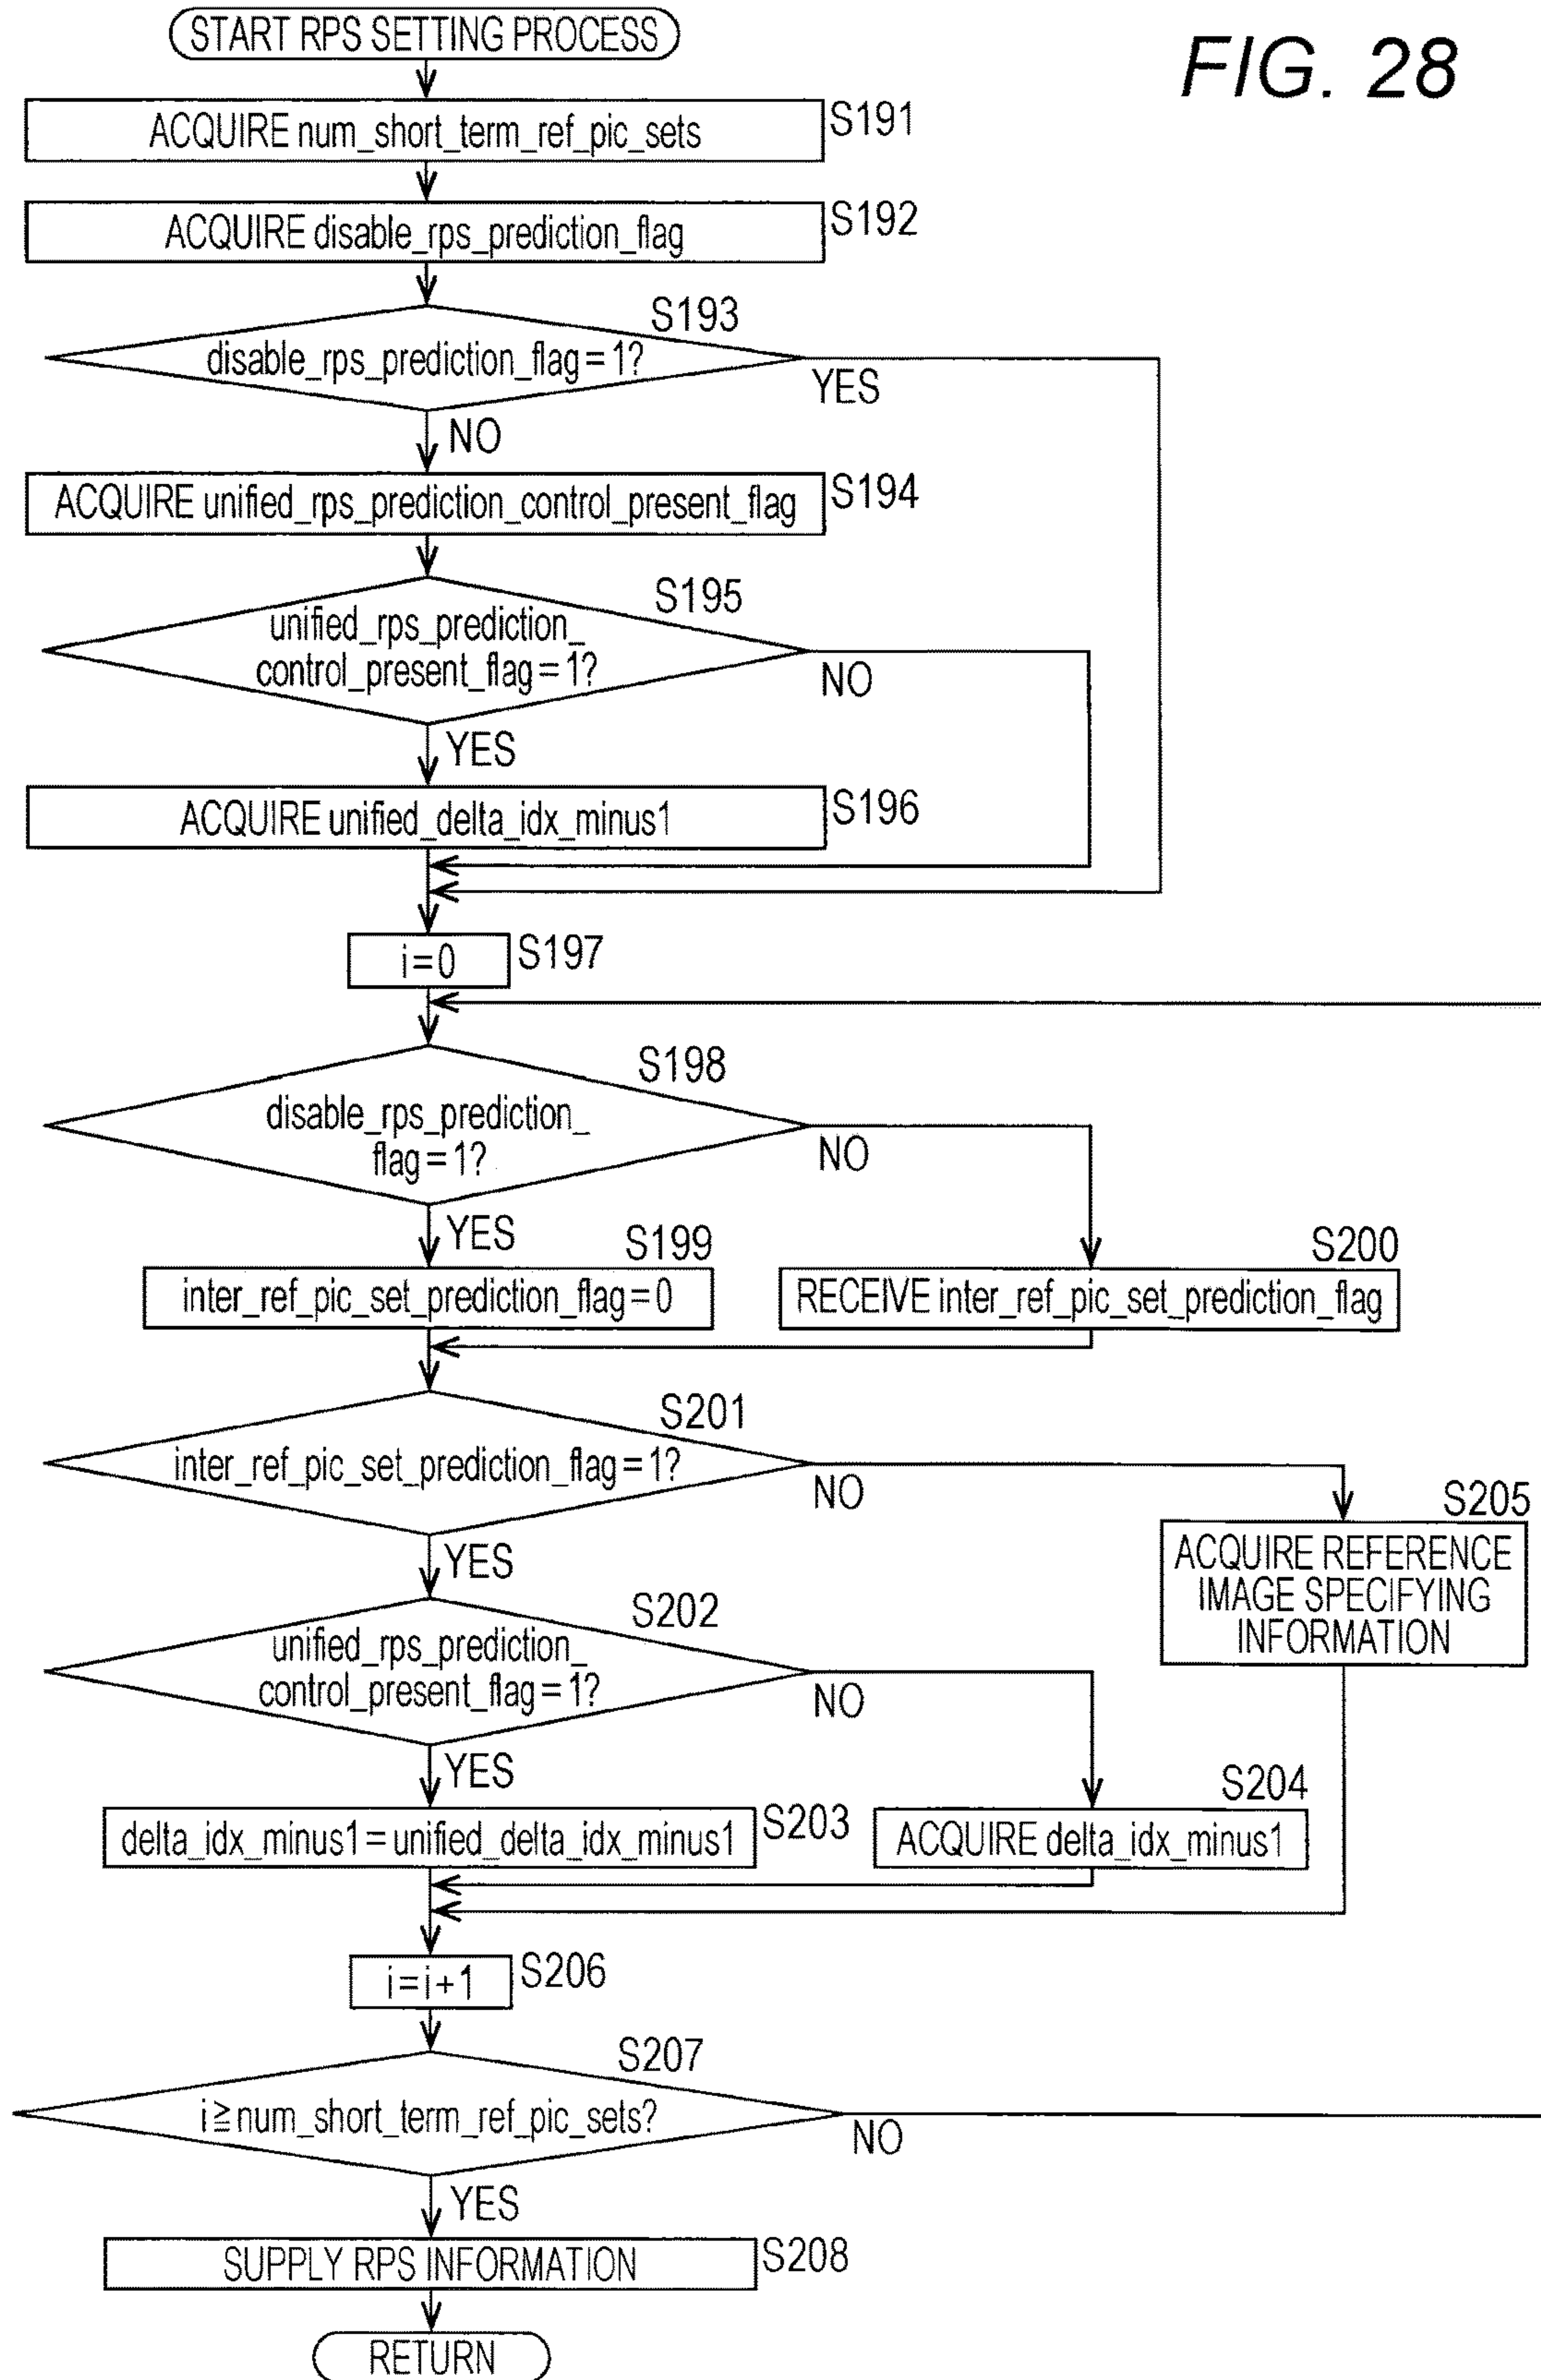 START RPS SETTING PROCESS
FIG. 28
ACQUIRE num_short_term_ref_pic_sets
S191
ACQUIRE disable_rps_prediction_flag
S192
S193
disable_rps_prediction_flag = 1?
YES
NO
ACQUIRE unified_rps_prediction_control_present_flag
S194
S195
unified_rps_prediction_
control_present_flag = 1?
NO
YES
ACQUIRE unified_delta_idx_minus1
S196
i=0
S197
S198
disable_rps_prediction_
flag = 1?
NO
YES
S199
S200
inter_ref_pic_set_prediction_flag = 0
RECEIVE inter_ref_pic_set_prediction_flag
S201
inter_ref_pic_set_prediction_flag = 1?
NO
S205
YES
ACQUIRE REFERENCE
IMAGE SPECIFYING
INFORMATION
S202
unified_rps_prediction_
control_present_flag = 1?
NO
YES
S204
delta_idx_minus1 = unified_delta_idx_minus1
S203
ACQUIRE delta_idx_minus1
i=i+1
S206
S207
i≧num_short_term_ref_pic_sets?
NO
YES
SUPPLY RPS INFORMATION
S208
RETURN